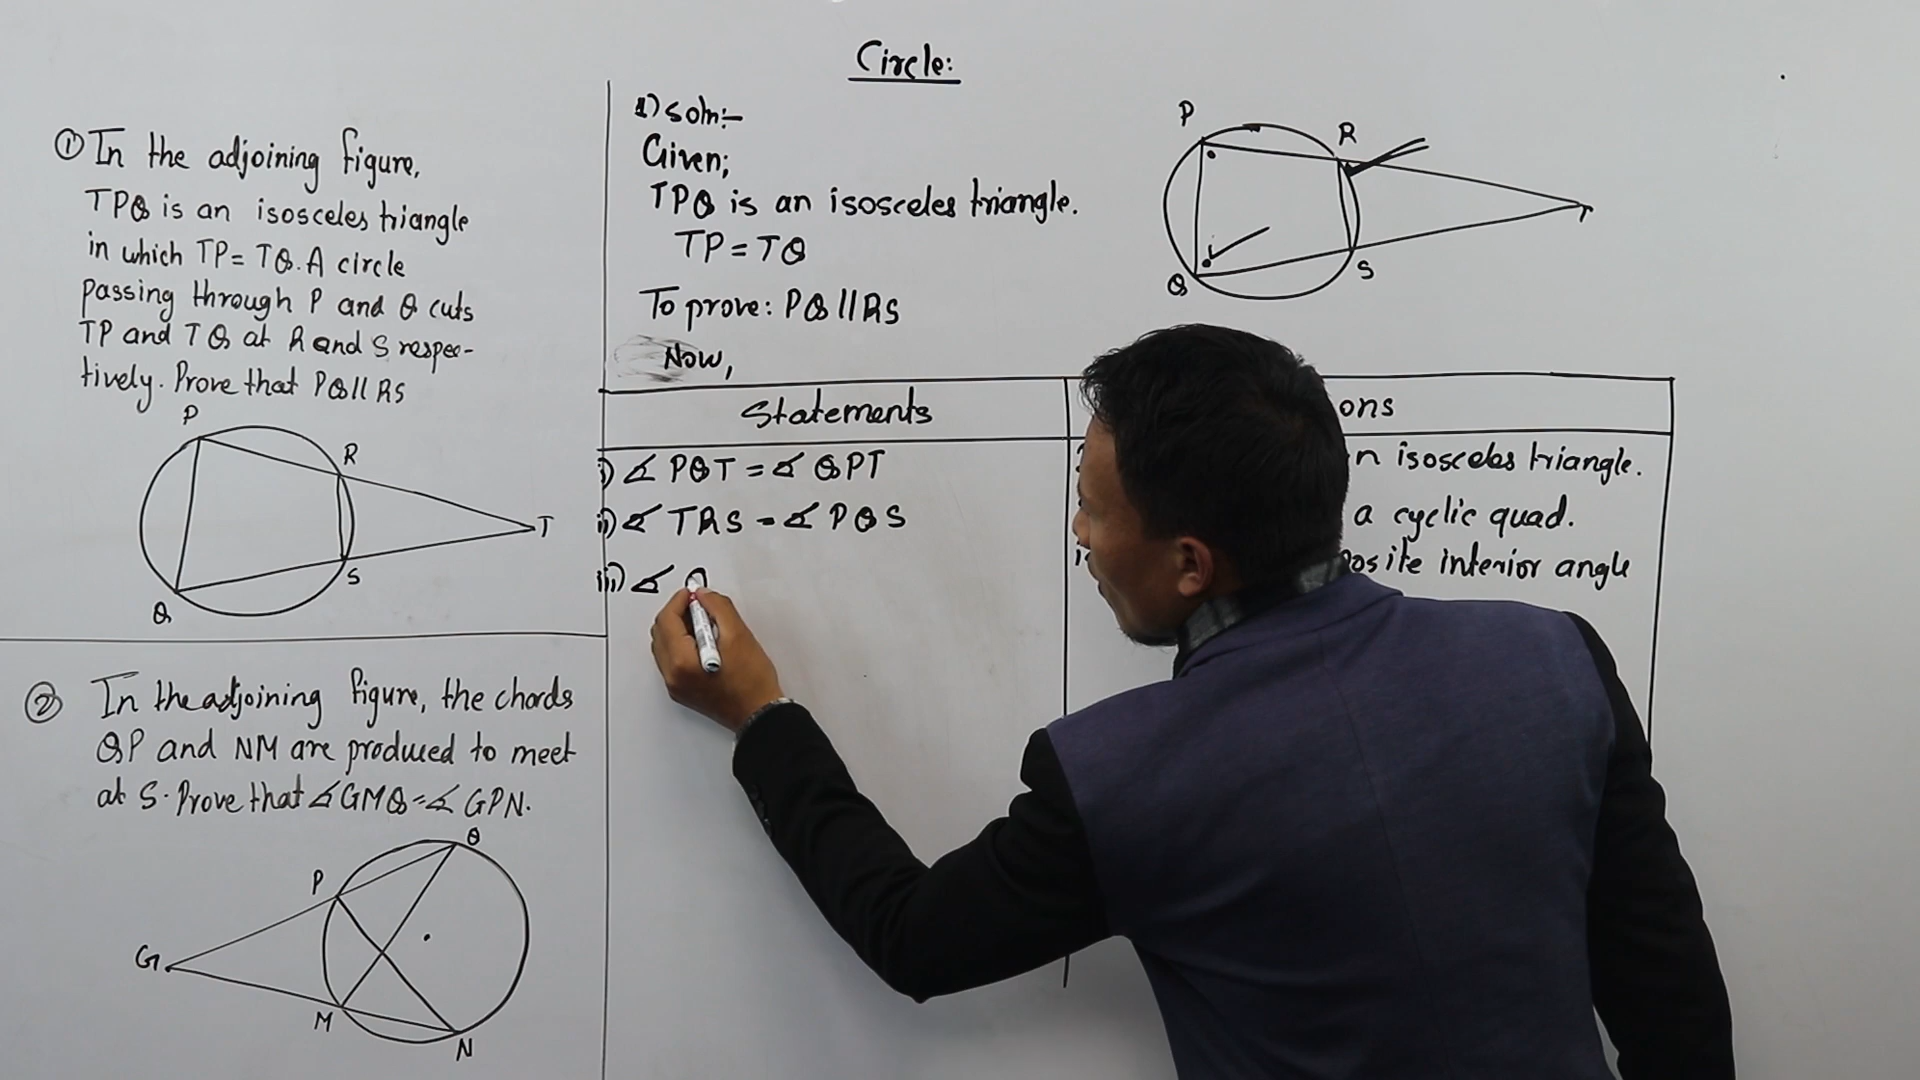 Circle:
① In the adjoining figure,
TPQ is an isosceles triangle
in which TP = TQ. A circle
passing through P and Q cuts
TP and TQ at R and S respec-
tively. Prove that PQ || RS
P
R
T
S
Q
② In the adjoining figure, the chords
QP and NM are produced to meet
at S. Prove that ∡GMQ = ∡ GPN.
Q
P
G
M
N
1) soln:-
Given;
TPQ is an isosceles triangle.
TP = TQ
To prove: PQ || RS
Now,
P
R
T
S
Q
Statements
ons
i) ∡ PQT = ∡ QPT
n isosceles triangle.
ii) ∡ TRS = ∡ PQS
a cyclic quad.
osite interior angle
iii) ∡